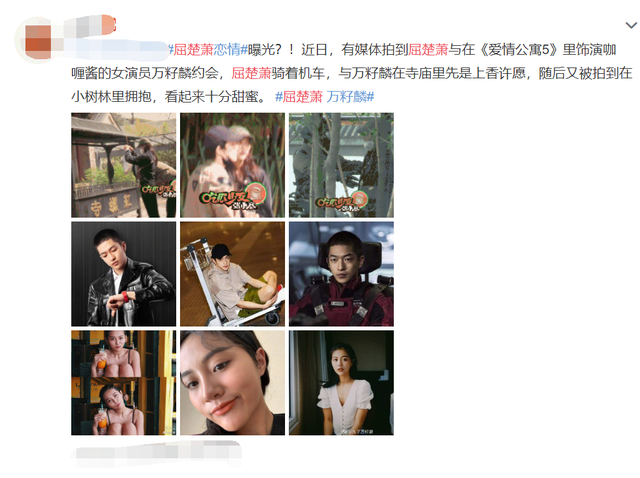 #屈楚萧恋情#曝光？！近日，有媒体拍到屈楚萧与在《爱情公寓5》里饰演咖
喱酱的女演员万籽麟约会，屈楚萧骑着机车，与万籽麟在寺庙里先是上香许愿，随后又被拍到在
小树林里拥抱，看起来十分甜蜜。 #屈楚萧 万籽麟#